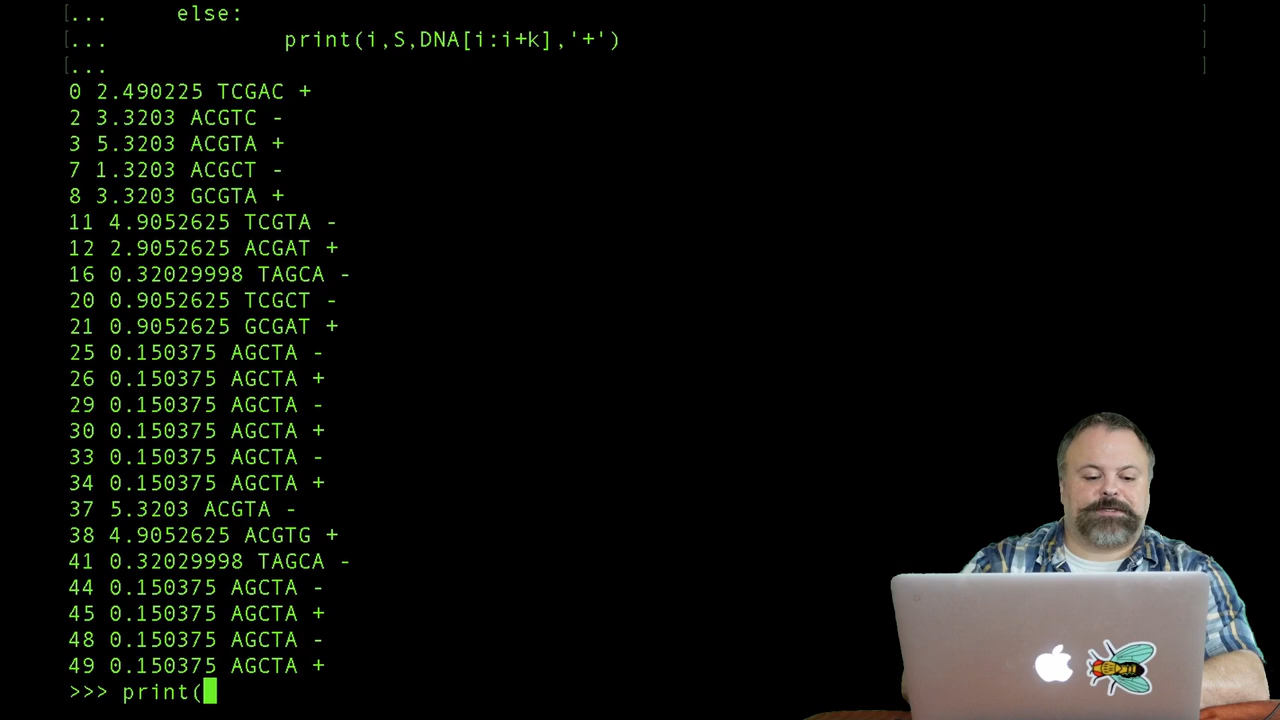 [...     else:                    ]
[...             print(i,S,DNA[i:i+k],'+')                    ]
[...                    ]
0 2.490225 TCGAC +
2 3.3203 ACGTC -
3 5.3203 ACGTA +
7 1.3203 ACGCT -
8 3.3203 GCGTA +
11 4.9052625 TCGTA -
12 2.9052625 ACGAT +
16 0.32029998 TAGCA -
20 0.9052625 TCGCT -
21 0.9052625 GCGAT +
25 0.150375 AGCTA -
26 0.150375 AGCTA +
29 0.150375 AGCTA -
30 0.150375 AGCTA +
33 0.150375 AGCTA -
34 0.150375 AGCTA +
37 5.3203 ACGTA -
38 4.9052625 ACGTG +
41 0.32029998 TAGCA -
44 0.150375 AGCTA -
45 0.150375 AGCTA +
48 0.150375 AGCTA -
49 0.150375 AGCTA +
>>> print(